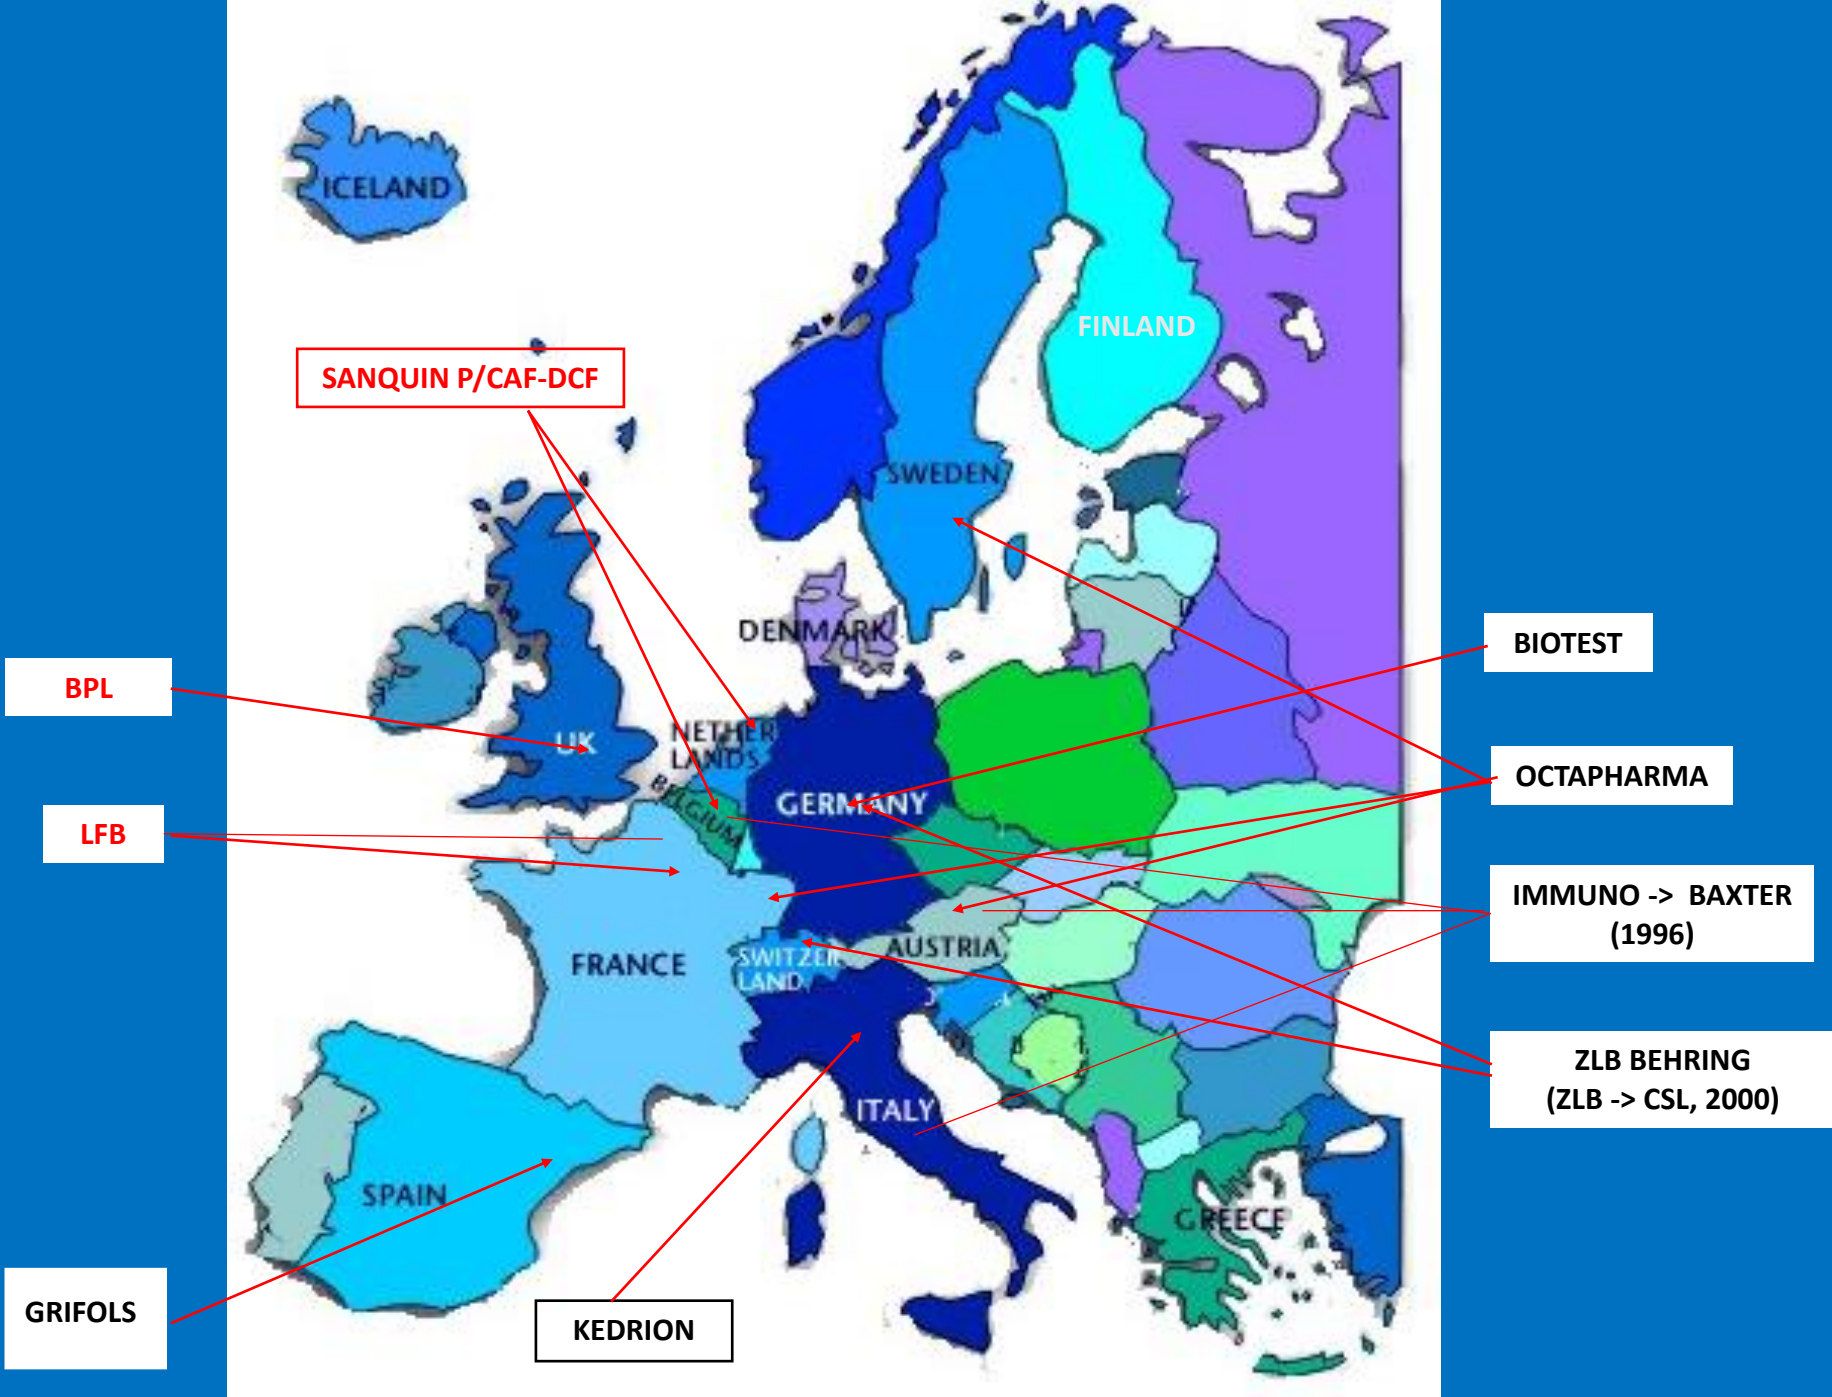 ICELAND
FINLAND
SANQUIN P/CAF-DCF
SWEDEN
DENMARK
BIOTEST
BPL
UK
NETHER
LANDS
BELGIUM
GERMANY
OCTAPHARMA
LFB
IMMUNO -> BAXTER
(1996)
FRANCE
SWITZER
LAND
AUSTRIA
ZLB BEHRING
(ZLB -> CSL, 2000)
ITALY
SPAIN
GREECE
GRIFOLS
KEDRION